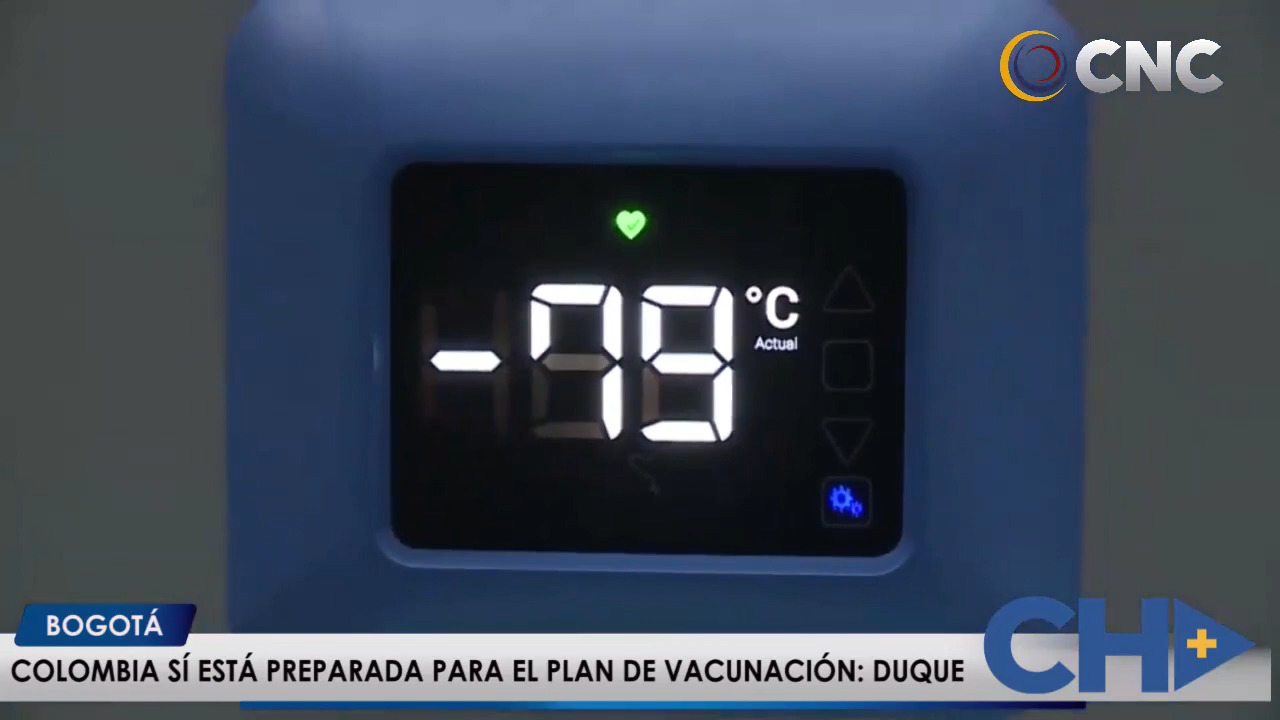 CNC
-79 °C
Actual
BOGOTÁ
COLOMBIA SÍ ESTÁ PREPARADA PARA EL PLAN DE VACUNACIÓN: DUQUE
CH+